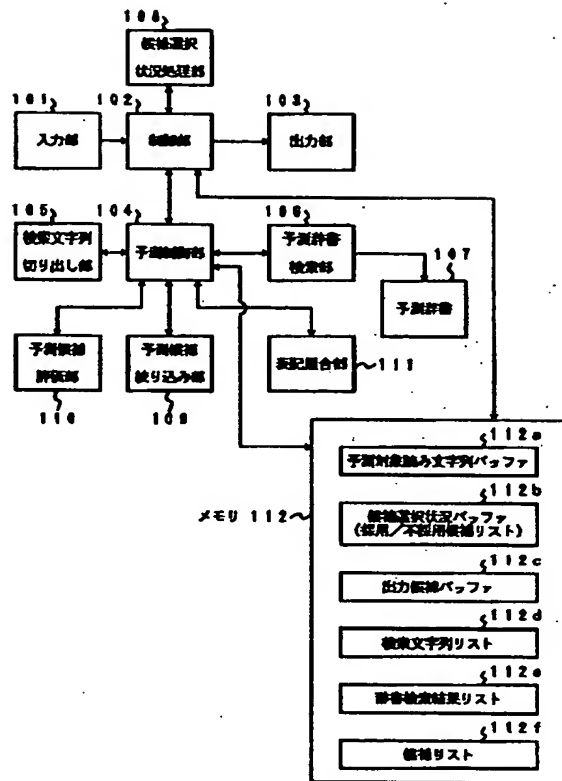 108
候補選択
状況処理部
101
102
103
入力部
制御部
出力部
105
104
106
検索文字列
切り出し部
予測制御部
予測辞書
検索部
107
予測辞書
予測候補
評価部
予測候補
絞り込み部
表記照合部
110
109
111
メモリ 112
112a
予測対象読み文字列バッファ
112b
候補選択状況バッファ
(採用/不採用候補リスト)
112c
出力候補バッファ
112d
検索文字列リスト
112e
辞書検索結果リスト
112f
候補リスト